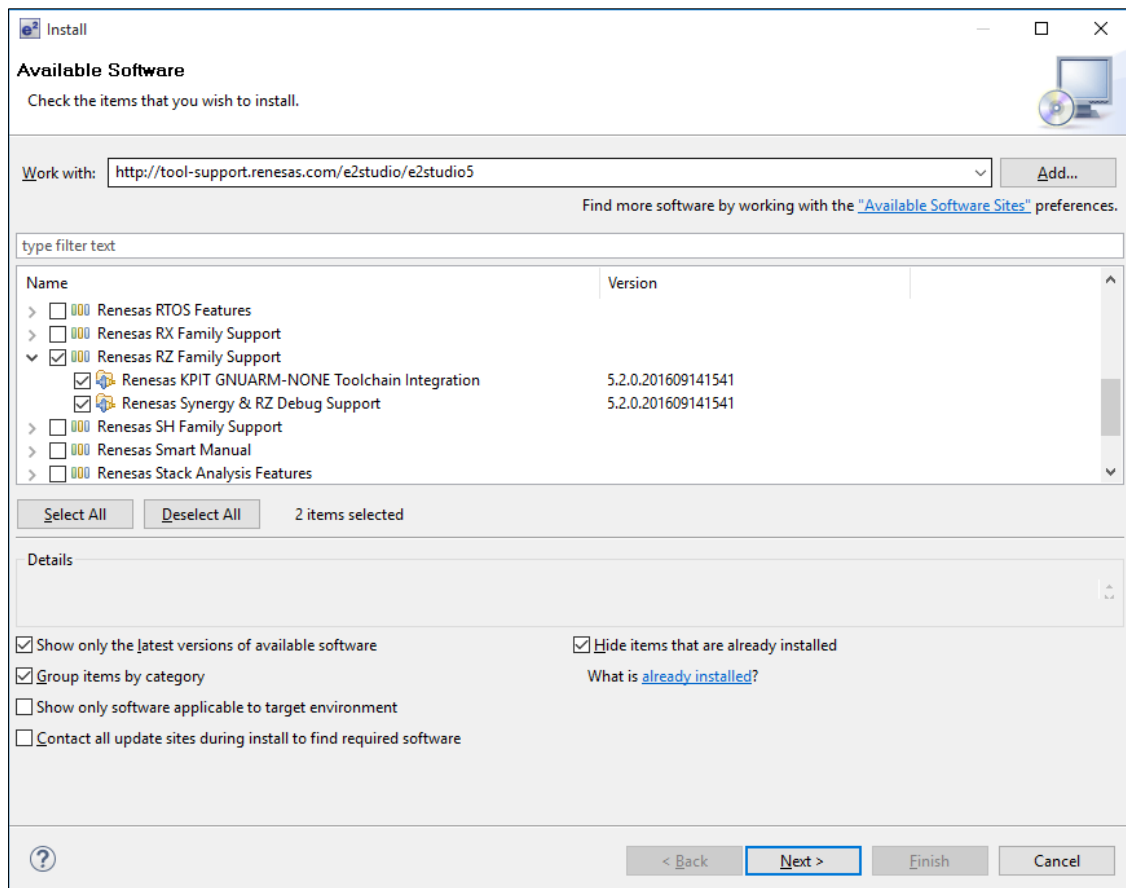 e² Install
Available Software
Check the items that you wish to install.
Work with: http://tool-support.renesas.com/e2studio/e2studio5 Add...
Find more software by working with the "Available Software Sites" preferences.
type filter text
Name Version
Renesas RTOS Features
Renesas RX Family Support
Renesas RZ Family Support
Renesas KPIT GNUARM-NONE Toolchain Integration 5.2.0.201609141541
Renesas Synergy & RZ Debug Support 5.2.0.201609141541
Renesas SH Family Support
Renesas Smart Manual
Renesas Stack Analysis Features
Select All Deselect All 2 items selected
Details
Show only the latest versions of available software Hide items that are already installed
Group items by category What is already installed?
Show only software applicable to target environment
Contact all update sites during install to find required software
? < Back Next > Finish Cancel